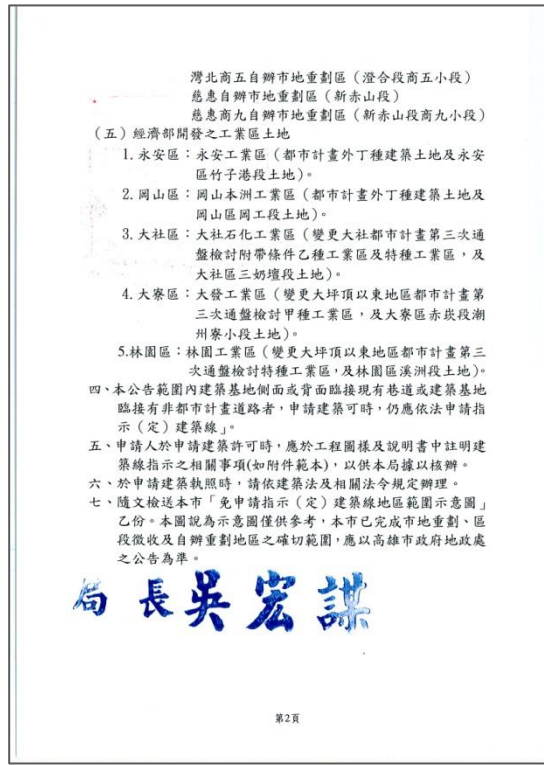 灣北商五自辦市地重劃區（澄合段商五小段）
慈惠自辦市地重劃區（新赤山段）
慈惠商九自辦市地重劃區（新赤山段商九小段）
（五）經濟部開發之工業區土地
1. 永安區：永安工業區（都市計畫外丁種建築土地及永安
區竹子港段土地）。
2. 岡山區：岡山本洲工業區（都市計畫外丁種建築土地及
岡山區岡工段土地）。
3. 大社區：大社石化工業區（變更大社都市計畫第三次通
盤檢討附帶條件乙種工業區及特種工業區，及
大社區三奶壇段土地）。
4. 大寮區：大發工業區（變更大坪頂以東地區都市計畫第
三次通盤檢討甲種工業區，及大寮區赤崁段潮
州寮小段土地）。
5.林園區：林園工業區（變更大坪頂以東地區都市計畫第三
次通盤檢討特種工業區，及林園區溪洲段土地）。
四、本公告範圍內建築基地側面或背面臨接現有巷道或建築基地
臨接有非都市計畫道路者，申請建築可時，仍應依法申請指
示（定）建築線」。
五、申請人於申請建築許可時，應於工程圖樣及說明書中註明建
築線指示之相關事項(如附件範本)，以供本局據以核辦。
六、於申請建築執照時，請依建築法及相關法令規定辦理。
七、隨文檢送本市「免申請指示（定）建築線地區範圍示意圖」
乙份。本圖說為示意圖僅供參考，本市已完成市地重劃、區
段徵收及自辦重劃地區之確切範圍，應以高雄市政府地政處
之公告為準。
局長吳宏謀
第2頁